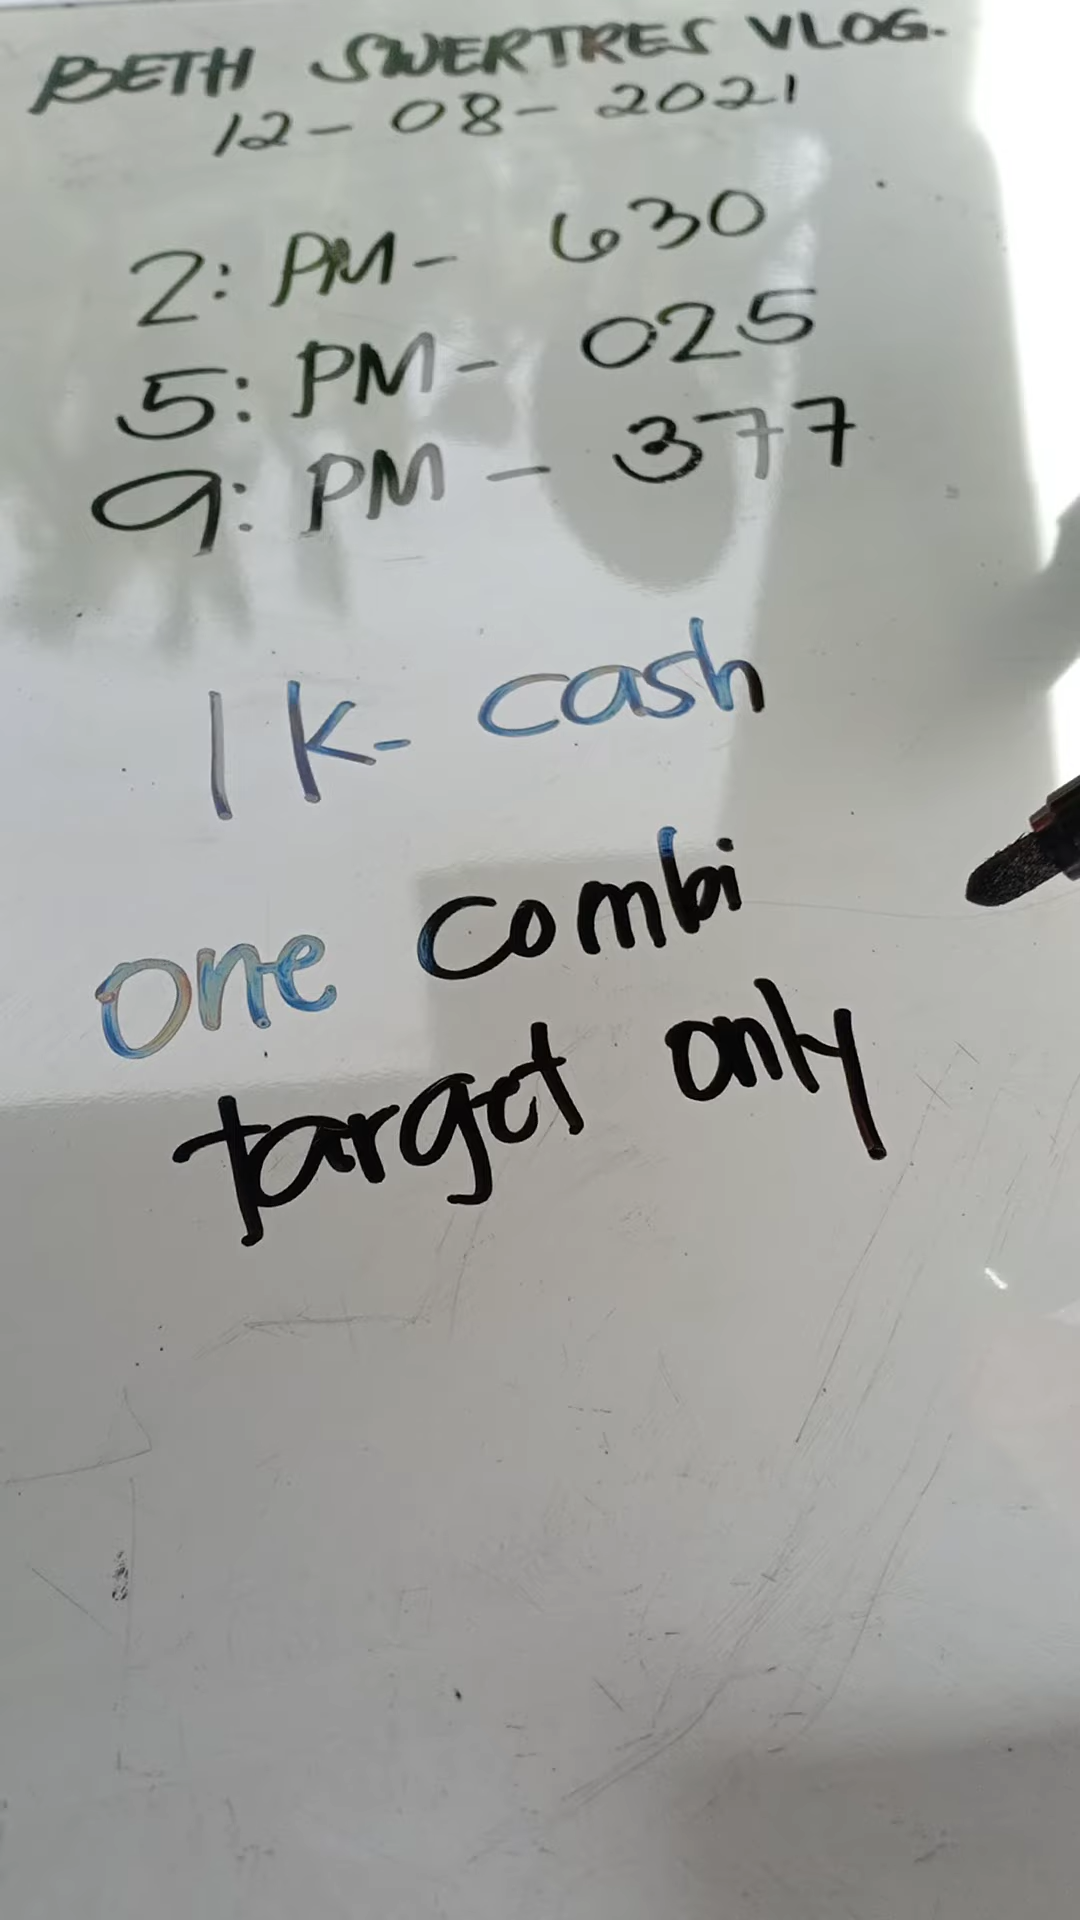 BETH SWERTRES VLOG.
12-08-2021
2: PM- 630
5: PM- 025
9: PM - 377
1K- cash
one combi
target only